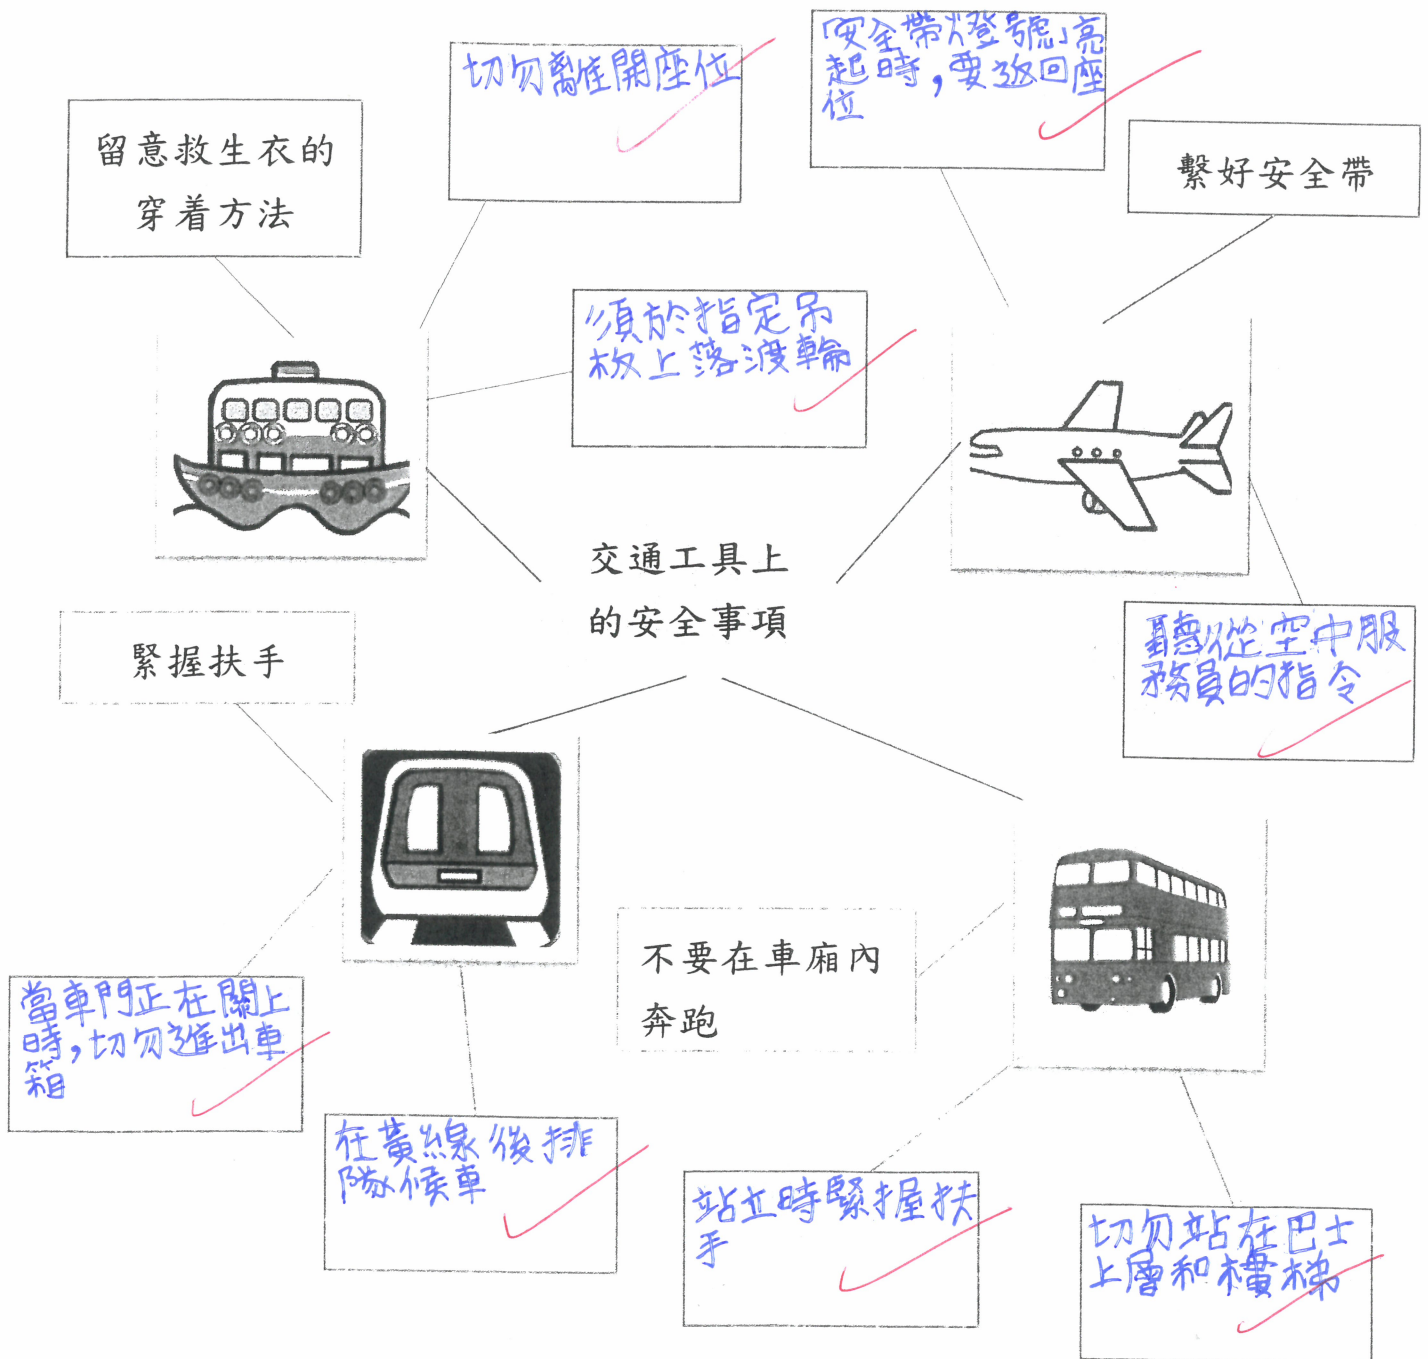 切勿離開座位
「安全帶燈號」亮
起時,要返回座
位
留意救生衣的
穿着方法
繫好安全帶
須於指定吊
板上落渡輪
交通工具上
的安全事項
緊握扶手
聽從空中服
務員的指令
不要在車廂內
奔跑
當車門正在關上
時,切勿進出車
箱
在黃線後排
隊候車
站立時緊握扶
手
切勿站在巴士
上層和樓梯